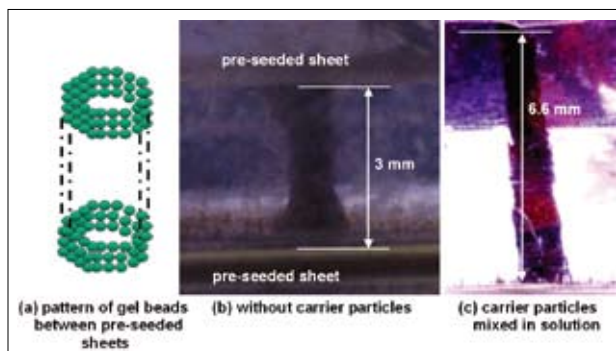 pre-seeded sheet
3 mm
pre-seeded sheet
6.6 mm
(a) pattern of gel beads
between pre-seeded
sheets
(b) without carrier particles
(c) carrier particles
mixed in solution